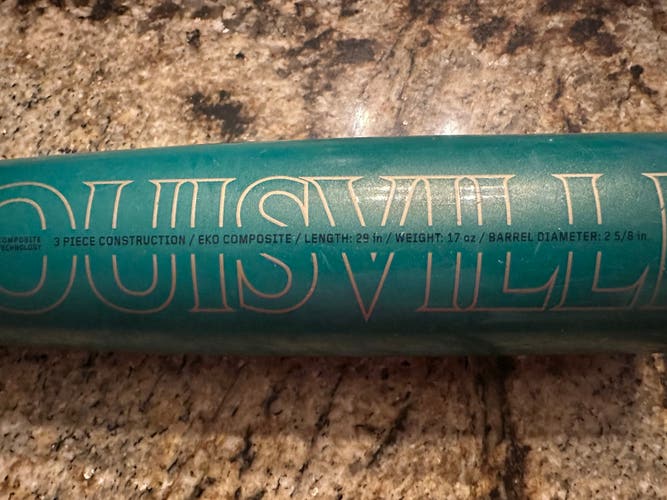 LOUISVILLE
COMPOSITE
TECHNOLOGY
3 PIECE CONSTRUCTION / EKO COMPOSITE / LENGTH: 29 in / WEIGHT: 17 oz / BARREL DIAMETER: 2 5/8 in